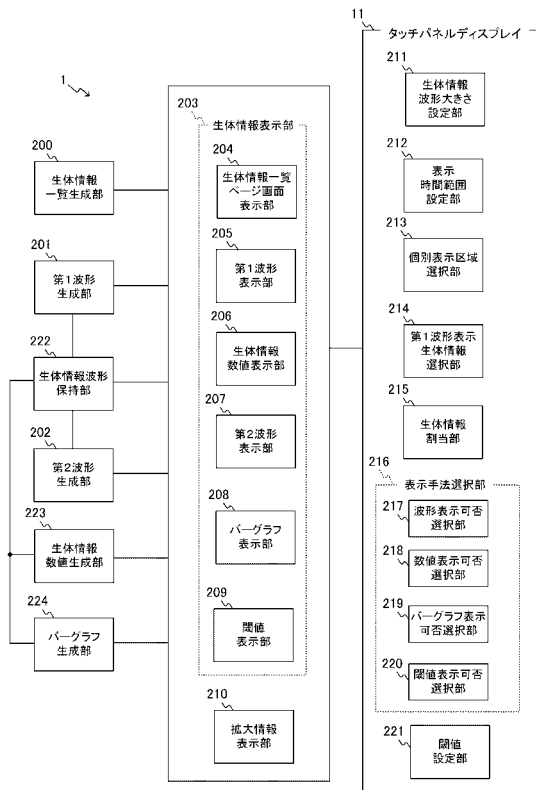 1
200
生体情報
一覧生成部
201
第1波形
生成部
222
生体情報波形
保持部
202
第2波形
生成部
223
生体情報
数値生成部
224
バーグラフ
生成部
203
生体情報表示部
204
生体情報一覧
ページ画面
表示部
205
第1波形
表示部
206
生体情報
数値表示部
207
第2波形
表示部
208
バーグラフ
表示部
209
閾値
表示部
210
拡大情報
表示部
11
タッチパネルディスプレイ
211
生体情報
波形大きさ
設定部
212
表示
時間範囲
設定部
213
個別表示区域
選択部
214
第1波形表示
生体情報
選択部
215
生体情報
割当部
216
表示手法選択部
217
波形表示可否
選択部
218
数値表示可否
選択部
219
バーグラフ表示
可否選択部
220
閾値表示可否
選択部
221
閾値
設定部